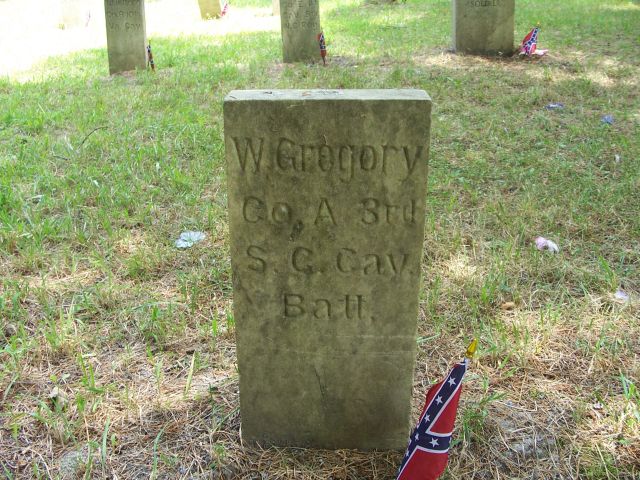 W. Gregory
Co. A 3rd
S. C. Cav.
Batt.